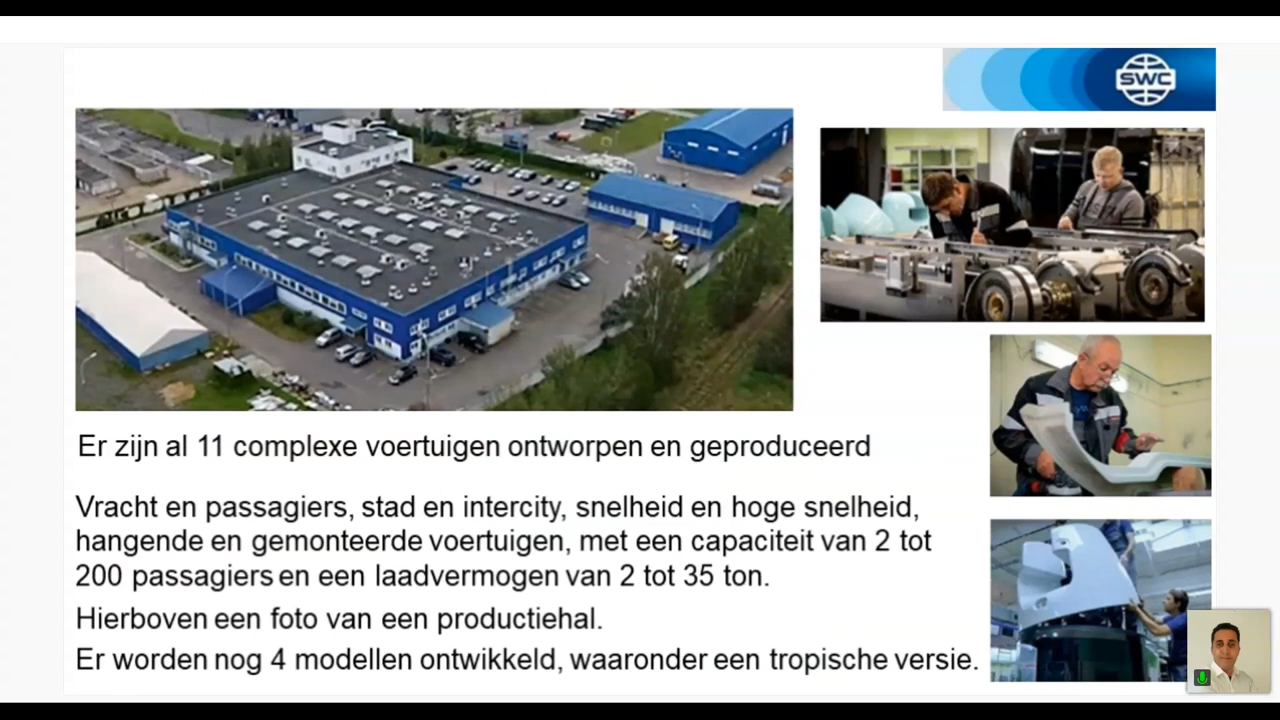 SWC
Er zijn al 11 complexe voertuigen ontworpen en geproduceerd
Vracht en passagiers, stad en intercity, snelheid en hoge snelheid,
hangende en gemonteerde voertuigen, met een capaciteit van 2 tot
200 passagiers en een laadvermogen van 2 tot 35 ton.
Hierboven een foto van een productiehal.
Er worden nog 4 modellen ontwikkeld, waaronder een tropische versie.